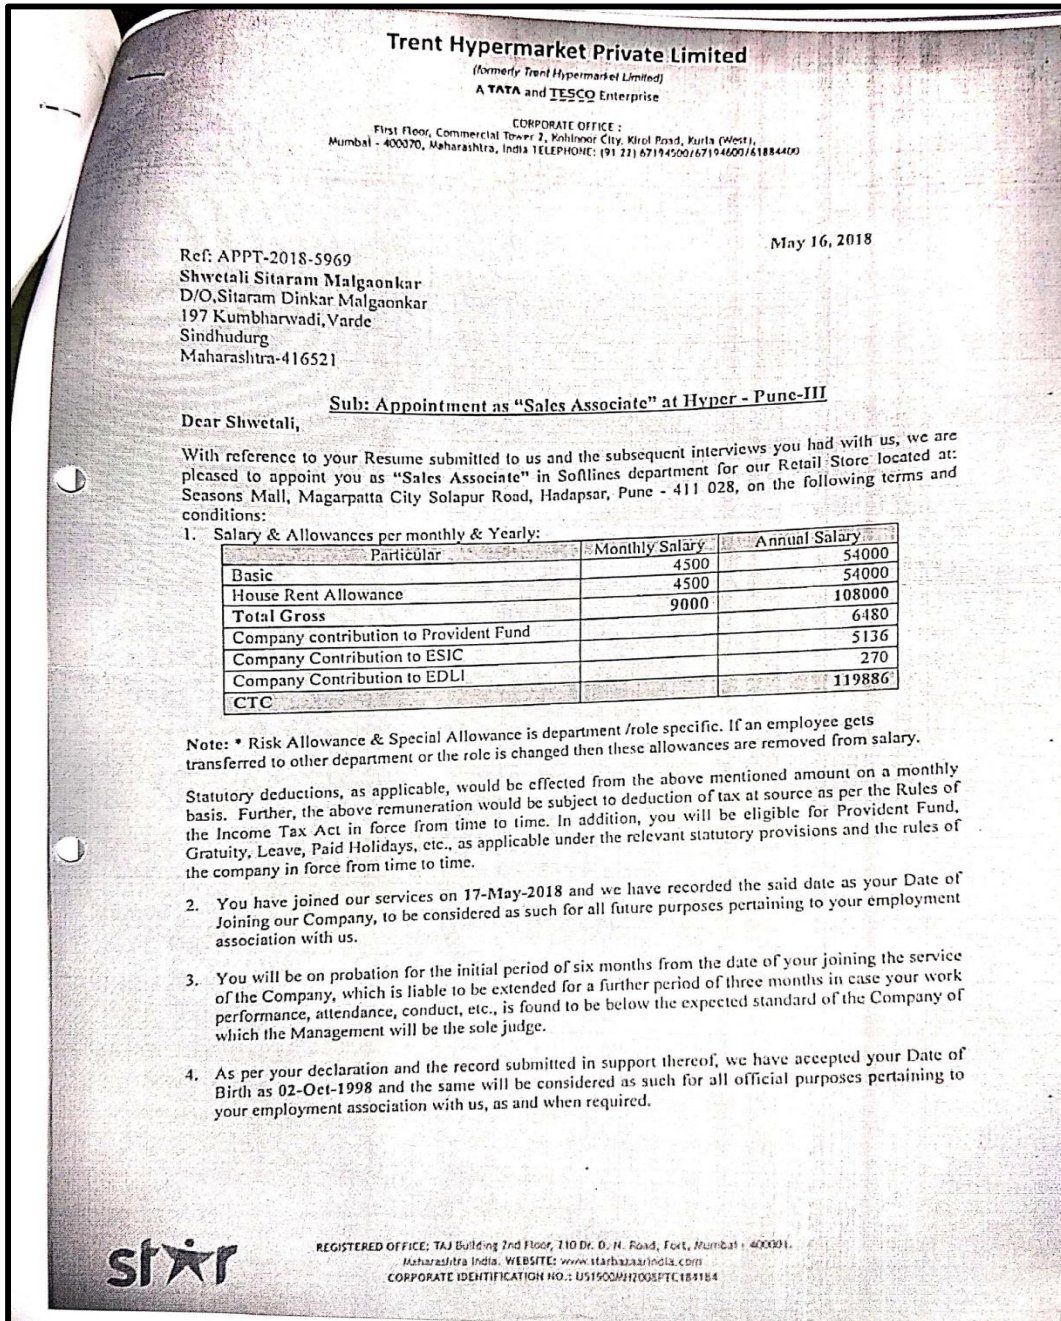 Trent Hypermarket Private Limited
(formerly Trent Hypermarket Limited)
A TATA and TESCO Enterprise
CORPORATE OFFICE :
First Floor, Commercial Tower 2, Kohinoor City, Kirol Road, Kurla (West),
Mumbai - 400070, Maharashtra, India TELEPHONE: (91 22) 67194500/67194600/61884400
May 16, 2018
Ref: APPT-2018-5969
Shwetali Sitaram Malgaonkar
D/O,Sitaram Dinkar Malgaonkar
197 Kumbharwadi,Varde
Sindhudurg
Maharashtra-416521
Sub: Appointment as “Sales Associate” at Hyper - Pune-III
Dear Shwetali,
With reference to your Resume submitted to us and the subsequent interviews you had with us, we are
pleased to appoint you as “Sales Associate” in Softlines department for our Retail Store located at:
Seasons Mall, Magarpatta City Solapur Road, Hadapsar, Pune - 411 028, on the following terms and
conditions:
1. Salary & Allowances per monthly & Yearly:
Particular Monthly Salary Annual Salary
Basic 4500 54000
House Rent Allowance 4500 54000
Total Gross 9000 108000
Company contribution to Provident Fund 6480
Company Contribution to ESIC 5136
Company Contribution to EDLI 270
CTC 119886
Note: * Risk Allowance & Special Allowance is department /role specific. If an employee gets
transferred to other department or the role is changed then these allowances are removed from salary.
Statutory deductions, as applicable, would be effected from the above mentioned amount on a monthly
basis. Further, the above remuneration would be subject to deduction of tax at source as per the Rules of
the Income Tax Act in force from time to time. In addition, you will be eligible for Provident Fund,
Gratuity, Leave, Paid Holidays, etc., as applicable under the relevant statutory provisions and the rules of
the company in force from time to time.
2. You have joined our services on 17-May-2018 and we have recorded the said date as your Date of
Joining our Company, to be considered as such for all future purposes pertaining to your employment
association with us.
3. You will be on probation for the initial period of six months from the date of your joining the service
of the Company, which is liable to be extended for a further period of three months in case your work
performance, attendance, conduct, etc., is found to be below the expected standard of the Company of
which the Management will be the sole judge.
4. As per your declaration and the record submitted in support thereof, we have accepted your Date of
Birth as 02-Oct-1998 and the same will be considered as such for all official purposes pertaining to
your employment association with us, as and when required.
star
REGISTERED OFFICE: TAJ Building 2nd Floor, 210 Dr. D. N. Road, Fort, Mumbai - 400001.
Maharashtra India. WEBSITE: www.starbazaarindia.com
CORPORATE IDENTIFICATION NO.: